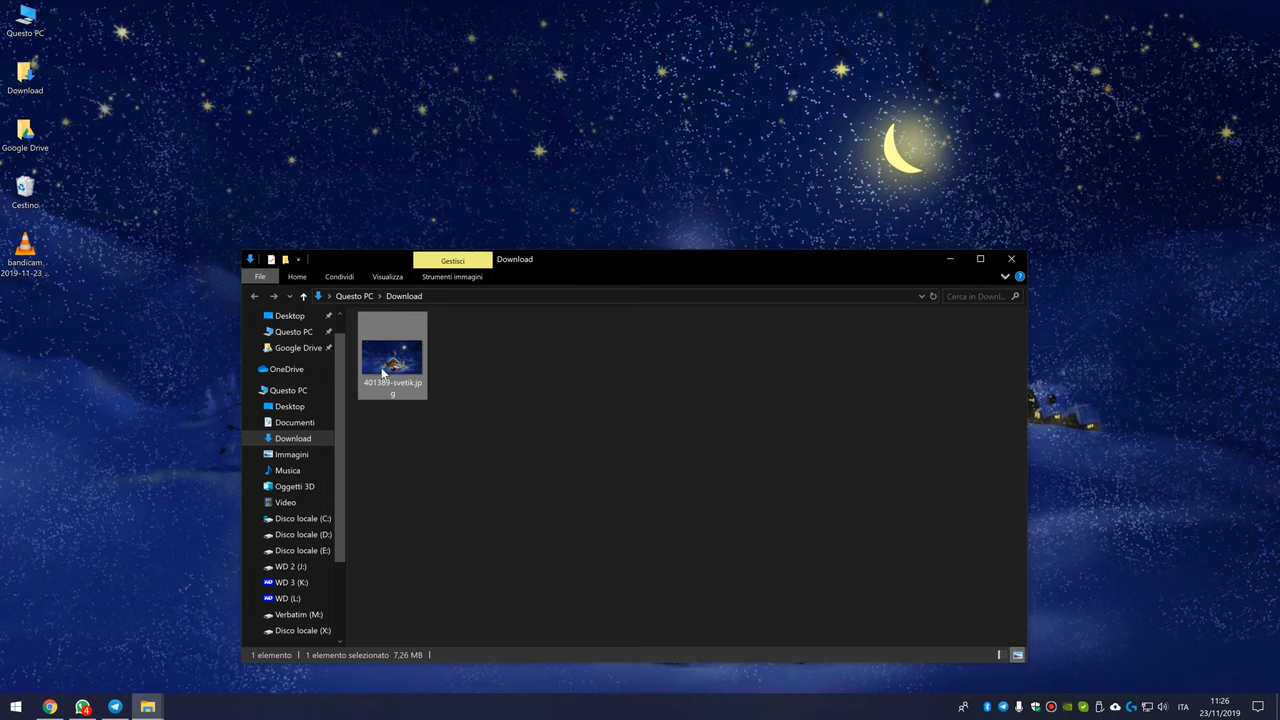 Questo PC
Download
Google Drive
Cestino
bandicam
2019-11-23 ...
Gestisci
Download
File
Home
Condividi
Visualizza
Strumenti immagini
Questo PC
Download
Cerca in Downl...
Desktop
Questo PC
Google Drive
OneDrive
Questo PC
Desktop
Documenti
Download
Immagini
Musica
Oggetti 3D
Video
Disco locale (C:)
Disco locale (D:)
Disco locale (E:)
WD 2 (J:)
WD 3 (K:)
WD (L:)
Verbatim (M:)
Disco locale (X:)
401389-svetik.jp
g
1 elemento
1 elemento selezionato 7,26 MB
4
ITA
11:26
23/11/2019